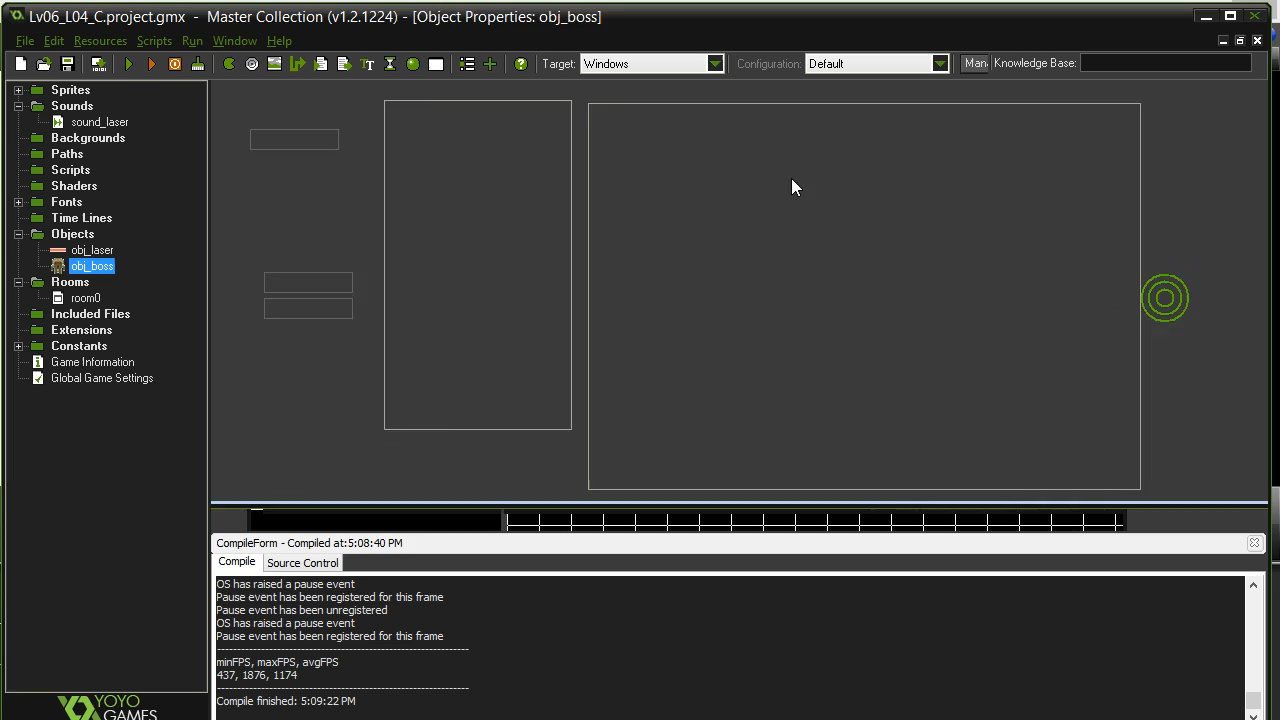 Lv06_L04_C.project.gmx - Master Collection (v1.2.1224) - [Object Properties: obj_boss]
File Edit Resources Scripts Run Window Help
Target: Windows Configuration: Default Man Knowledge Base:
Sprites
Sounds
sound_laser
Backgrounds
Paths
Scripts
Shaders
Fonts
Time Lines
Objects
obj_laser
obj_boss
Rooms
room0
Included Files
Extensions
Constants
Game Information
Global Game Settings
YOYO
GAMES
CompileForm - Compiled at:5:08:40 PM
Compile Source Control
OS has raised a pause event
Pause event has been registered for this frame
Pause event has been unregistered
OS has raised a pause event
Pause event has been registered for this frame
minFPS, maxFPS, avgFPS
437, 1876, 1174
Compile finished: 5:09:22 PM